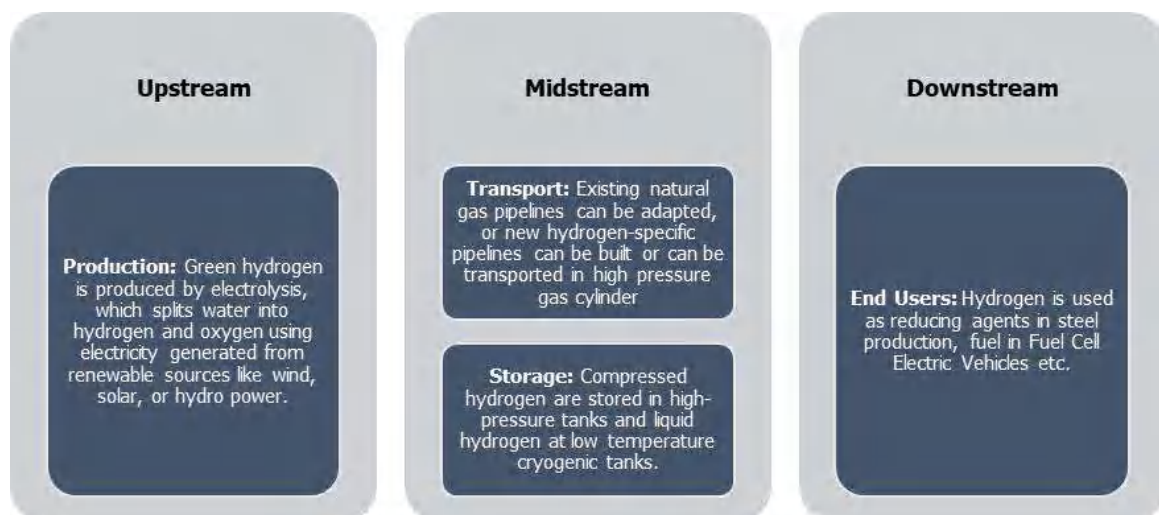 Upstream
Production: Green hydrogen
is produced by electrolysis,
which splits water into
hydrogen and oxygen using
electricity generated from
renewable sources like wind,
solar, or hydro power.
Midstream
Transport: Existing natural
gas pipelines can be adapted,
or new hydrogen-specific
pipelines can be built or can be
transported in high pressure
gas cylinder
Storage: Compressed
hydrogen are stored in high-
pressure tanks and liquid
hydrogen at low temperature
cryogenic tanks.
Downstream
End Users: Hydrogen is used
as reducing agents in steel
production, fuel in Fuel Cell
Electric Vehicles etc.